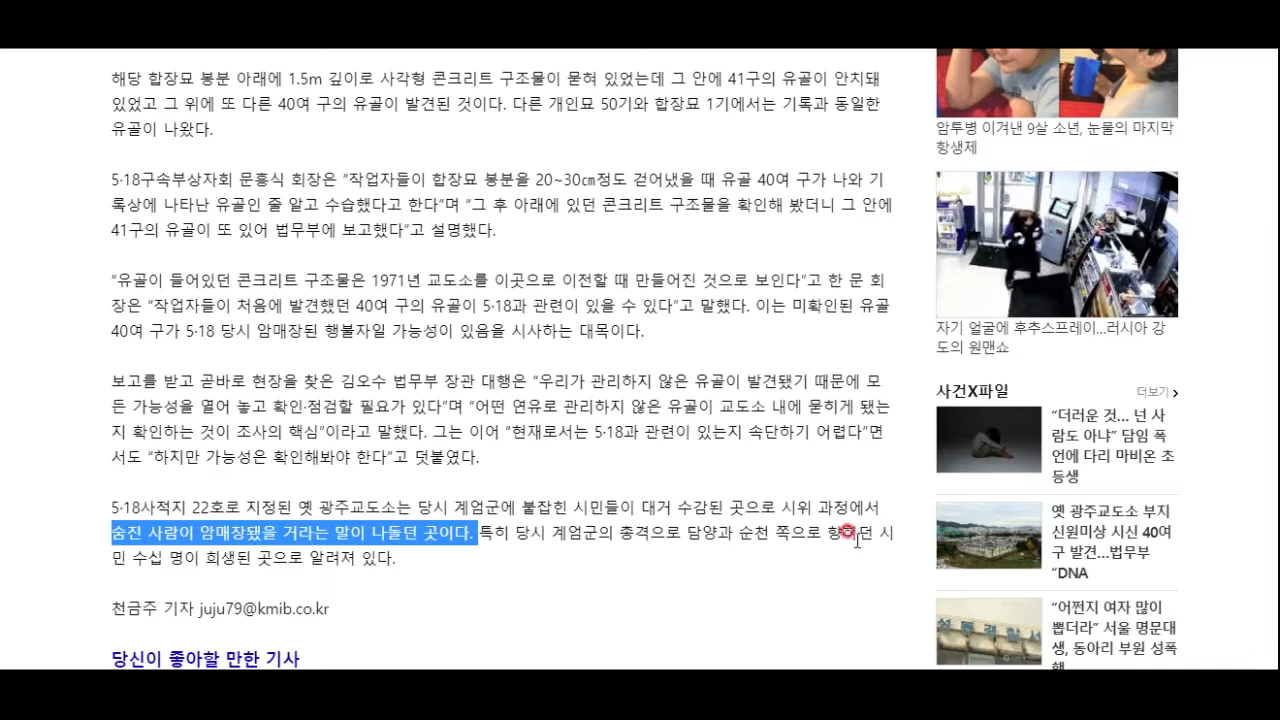 해당 합장묘 봉분 아래에 1.5m 깊이로 사각형 콘크리트 구조물이 묻혀 있었는데 그 안에 41구의 유골이 안치돼
있었고 그 위에 또 다른 40여 구의 유골이 발견된 것이다. 다른 개인묘 50기와 합장묘 1기에서는 기록과 동일한
유골이 나왔다.
5·18구속부상자회 문흥식 회장은 “작업자들이 합장묘 봉분을 20~30㎝정도 걷어냈을 때 유골 40여 구가 나와 기
록상에 나타난 유골인 줄 알고 수습했다고 한다”며 “그 후 아래에 있던 콘크리트 구조물을 확인해 봤더니 그 안에
41구의 유골이 또 있어 법무부에 보고했다“고 설명했다.
“유골이 들어있던 콘크리트 구조물은 1971년 교도소를 이곳으로 이전할 때 만들어진 것으로 보인다”고 한 문 회
장은 “작업자들이 처음에 발견했던 40여 구의 유골이 5·18과 관련이 있을 수 있다”고 말했다. 이는 미확인된 유골
40여 구가 5·18 당시 암매장된 행불자일 가능성이 있음을 시사하는 대목이다.
보고를 받고 곧바로 현장을 찾은 김오수 법무부 장관 대행은 “우리가 관리하지 않은 유골이 발견됐기 때문에 모
든 가능성을 열어 놓고 확인·점검할 필요가 있다”며 “어떤 연유로 관리하지 않은 유골이 교도소 내에 묻히게 됐는
지 확인하는 것이 조사의 핵심”이라고 말했다. 그는 이어 “현재로서는 5·18과 관련이 있는지 속단하기 어렵다”면
서도 “하지만 가능성은 확인해봐야 한다”고 덧붙였다.
5·18사적지 22호로 지정된 옛 광주교도소는 당시 계엄군에 붙잡힌 시민들이 대거 수감된 곳으로 시위 과정에서
숨진 사람이 암매장됐을 거라는 말이 나돌던 곳이다. 특히 당시 계엄군의 총격으로 담양과 순천 쪽으로 향하던 시
민 수십 명이 희생된 곳으로 알려져 있다.
천금주 기자 juju79@kmib.co.kr
당신이 좋아할 만한 기사
암투병 이겨낸 9살 소년, 눈물의 마지막
항생제
자기 얼굴에 후추스프레이…러시아 강
도의 원맨쇼
사건X파일
더보기
“더러운 것… 넌 사
람도 아냐” 담임 폭
언에 다리 마비온 초
등생
옛 광주교도소 부지
신원미상 시신 40여
구 발견…법무부
“DNA
“어쩐지 여자 많이
뽑더라” 서울 명문대
생, 동아리 부원 성폭
행